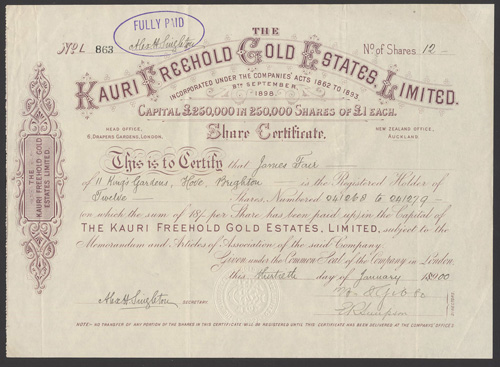 FULLY PAID
Alex H Singleton
863
THE
KAURI FREEHOLD GOLD ESTATES, LIMITED.
No of Shares 12
INCORPORATED UNDER THE COMPANIES' ACTS 1862 TO 1893.
8TH SEPTEMBER, 1898.
CAPITAL £250,000 IN 250,000 SHARES OF £1 EACH.
HEAD OFFICE,
6, DRAPERS GARDENS, LONDON.
Share Certificate.
NEW ZEALAND OFFICE,
AUCKLAND.
THE KAURI FREEHOLD GOLD ESTATES LIMITED.
This is to Certify that James Fair
of 11 King's Gardens, Hove, Brighton is the Registered Holder of
Twelve Shares, Numbered 041068 to 041079
on which the sum of 18/- per Share has been paid up in the Capital of
THE KAURI FREEHOLD GOLD ESTATES, LIMITED, subject to the
Memorandum and Articles of Association of the said Company.
Given under the Common Seal of the Company in London
this thirtieth day of January 1900
Alex H Singleton SECRETARY
NOTE:- NO TRANSFER OF ANY PORTION OF THE SHARES IN THIS CERTIFICATE WILL BE REGISTERED UNTIL THIS CERTIFICATE HAS BEEN DELIVERED AT THE COMPANY'S OFFICES